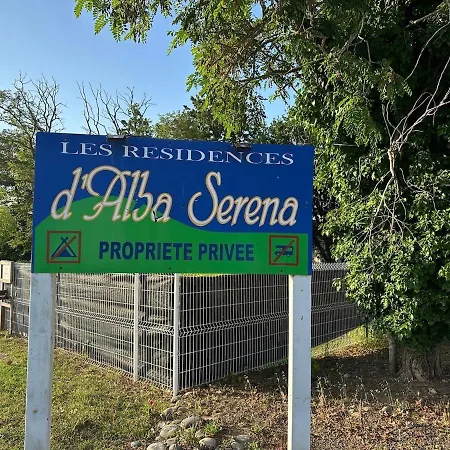 LES RESIDENCES
d'Alba Serena
PROPRIETE PRIVEE